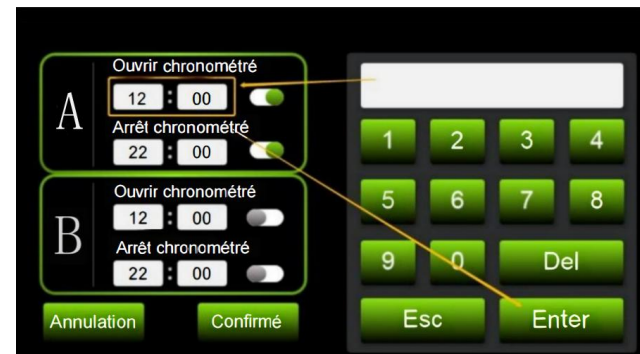 A
Ouvrir chronométré
12 : 00
Arrêt chronométré
22 : 00
B
Ouvrir chronométré
12 : 00
Arrêt chronométré
22 : 00
Annulation Confirmé
1 2 3 4
5 6 7 8
9 0 Del
Esc Enter